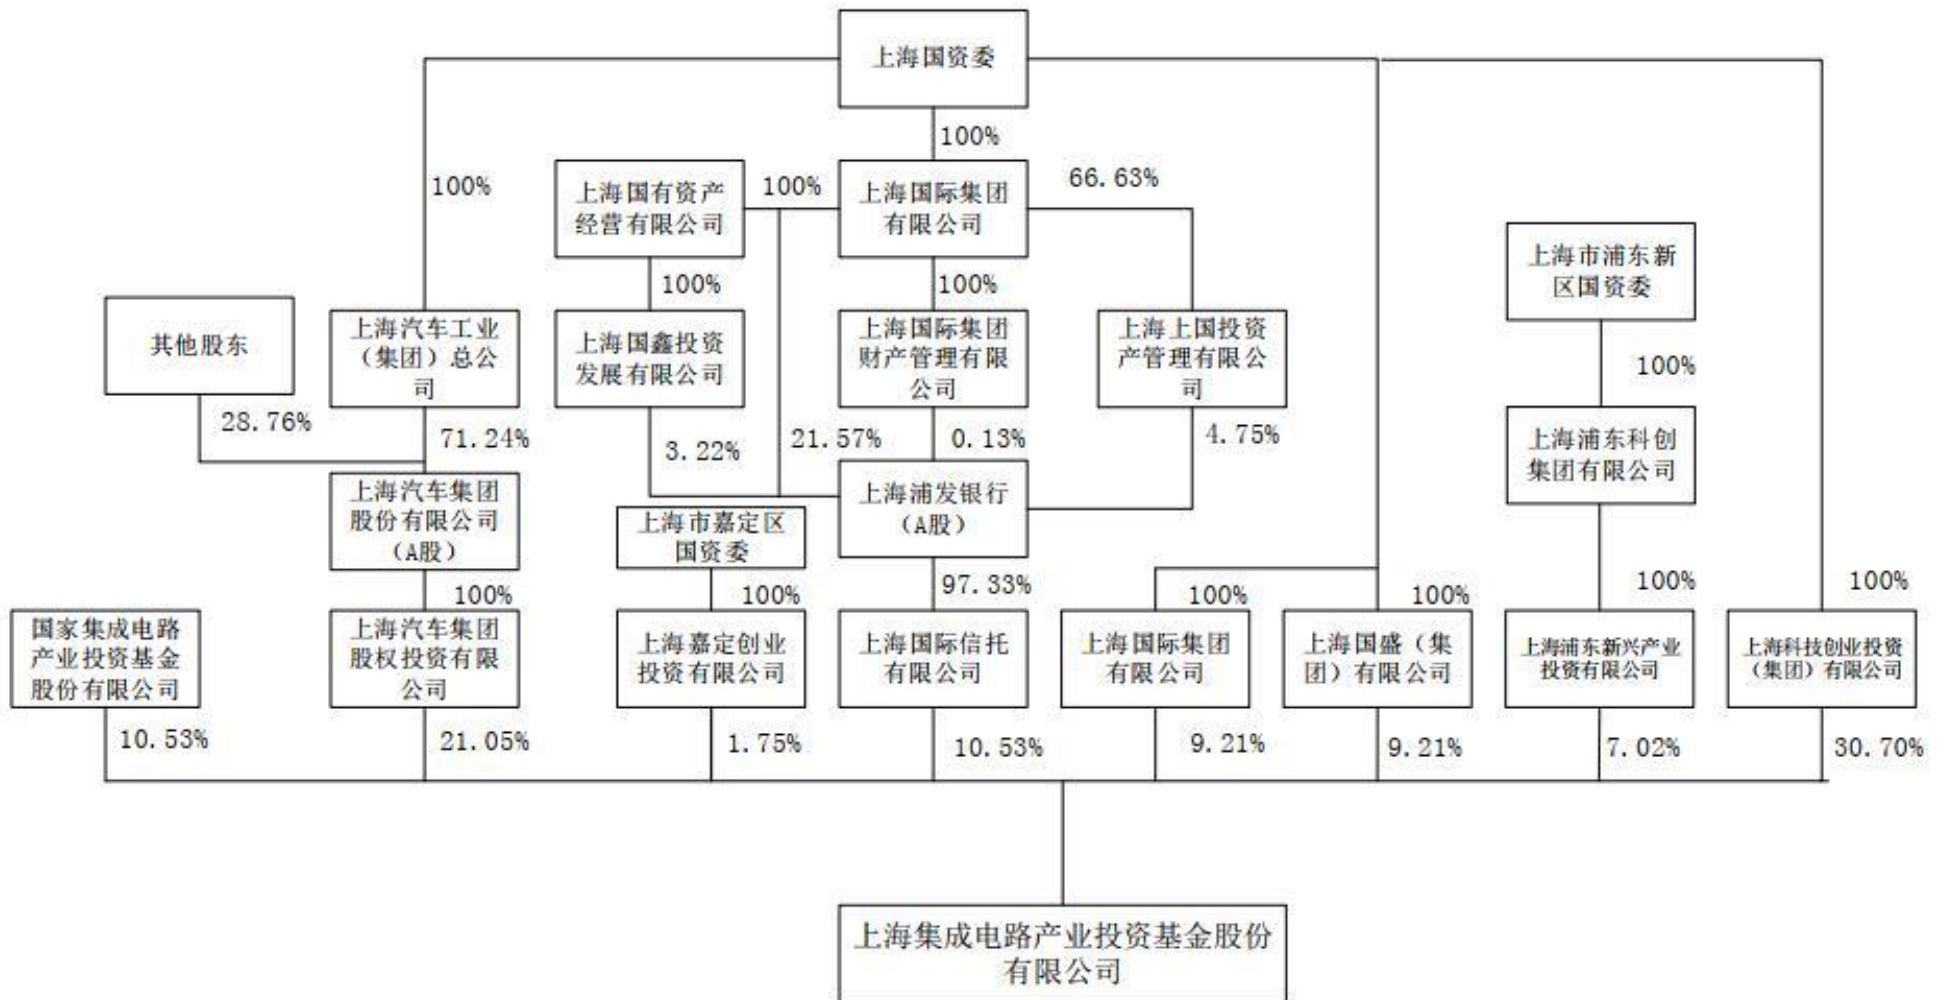 上海国资委
100%
100%
上海国有资产
经营有限公司
100%
上海国际集团
有限公司
66.63%
上海市浦东新
区国资委
100%
100%
100%
其他股东
上海汽车工业
（集团）总公
司
上海国鑫投资
发展有限公司
上海国际集团
财产管理有限
公司
上海上国投资
产管理有限公
司
28.76%
71.24%
3.22%
21.57%
0.13%
4.75%
上海浦东科创
集团有限公司
上海汽车集团
股份有限公司
（A股）
上海市嘉定区
国资委
上海浦发银行
（A股）
100%
100%
97.33%
100%
100%
100%
100%
国家集成电路
产业投资基金
股份有限公司
上海汽车集团
股权投资有限
公司
上海嘉定创业
投资有限公司
上海国际信托
有限公司
上海国际集团
有限公司
上海国盛（集
团）有限公司
上海浦东新兴产业
投资有限公司
上海科技创业投资
（集团）有限公司
10.53%
21.05%
1.75%
10.53%
9.21%
9.21%
7.02%
30.70%
上海集成电路产业投资基金股份
有限公司